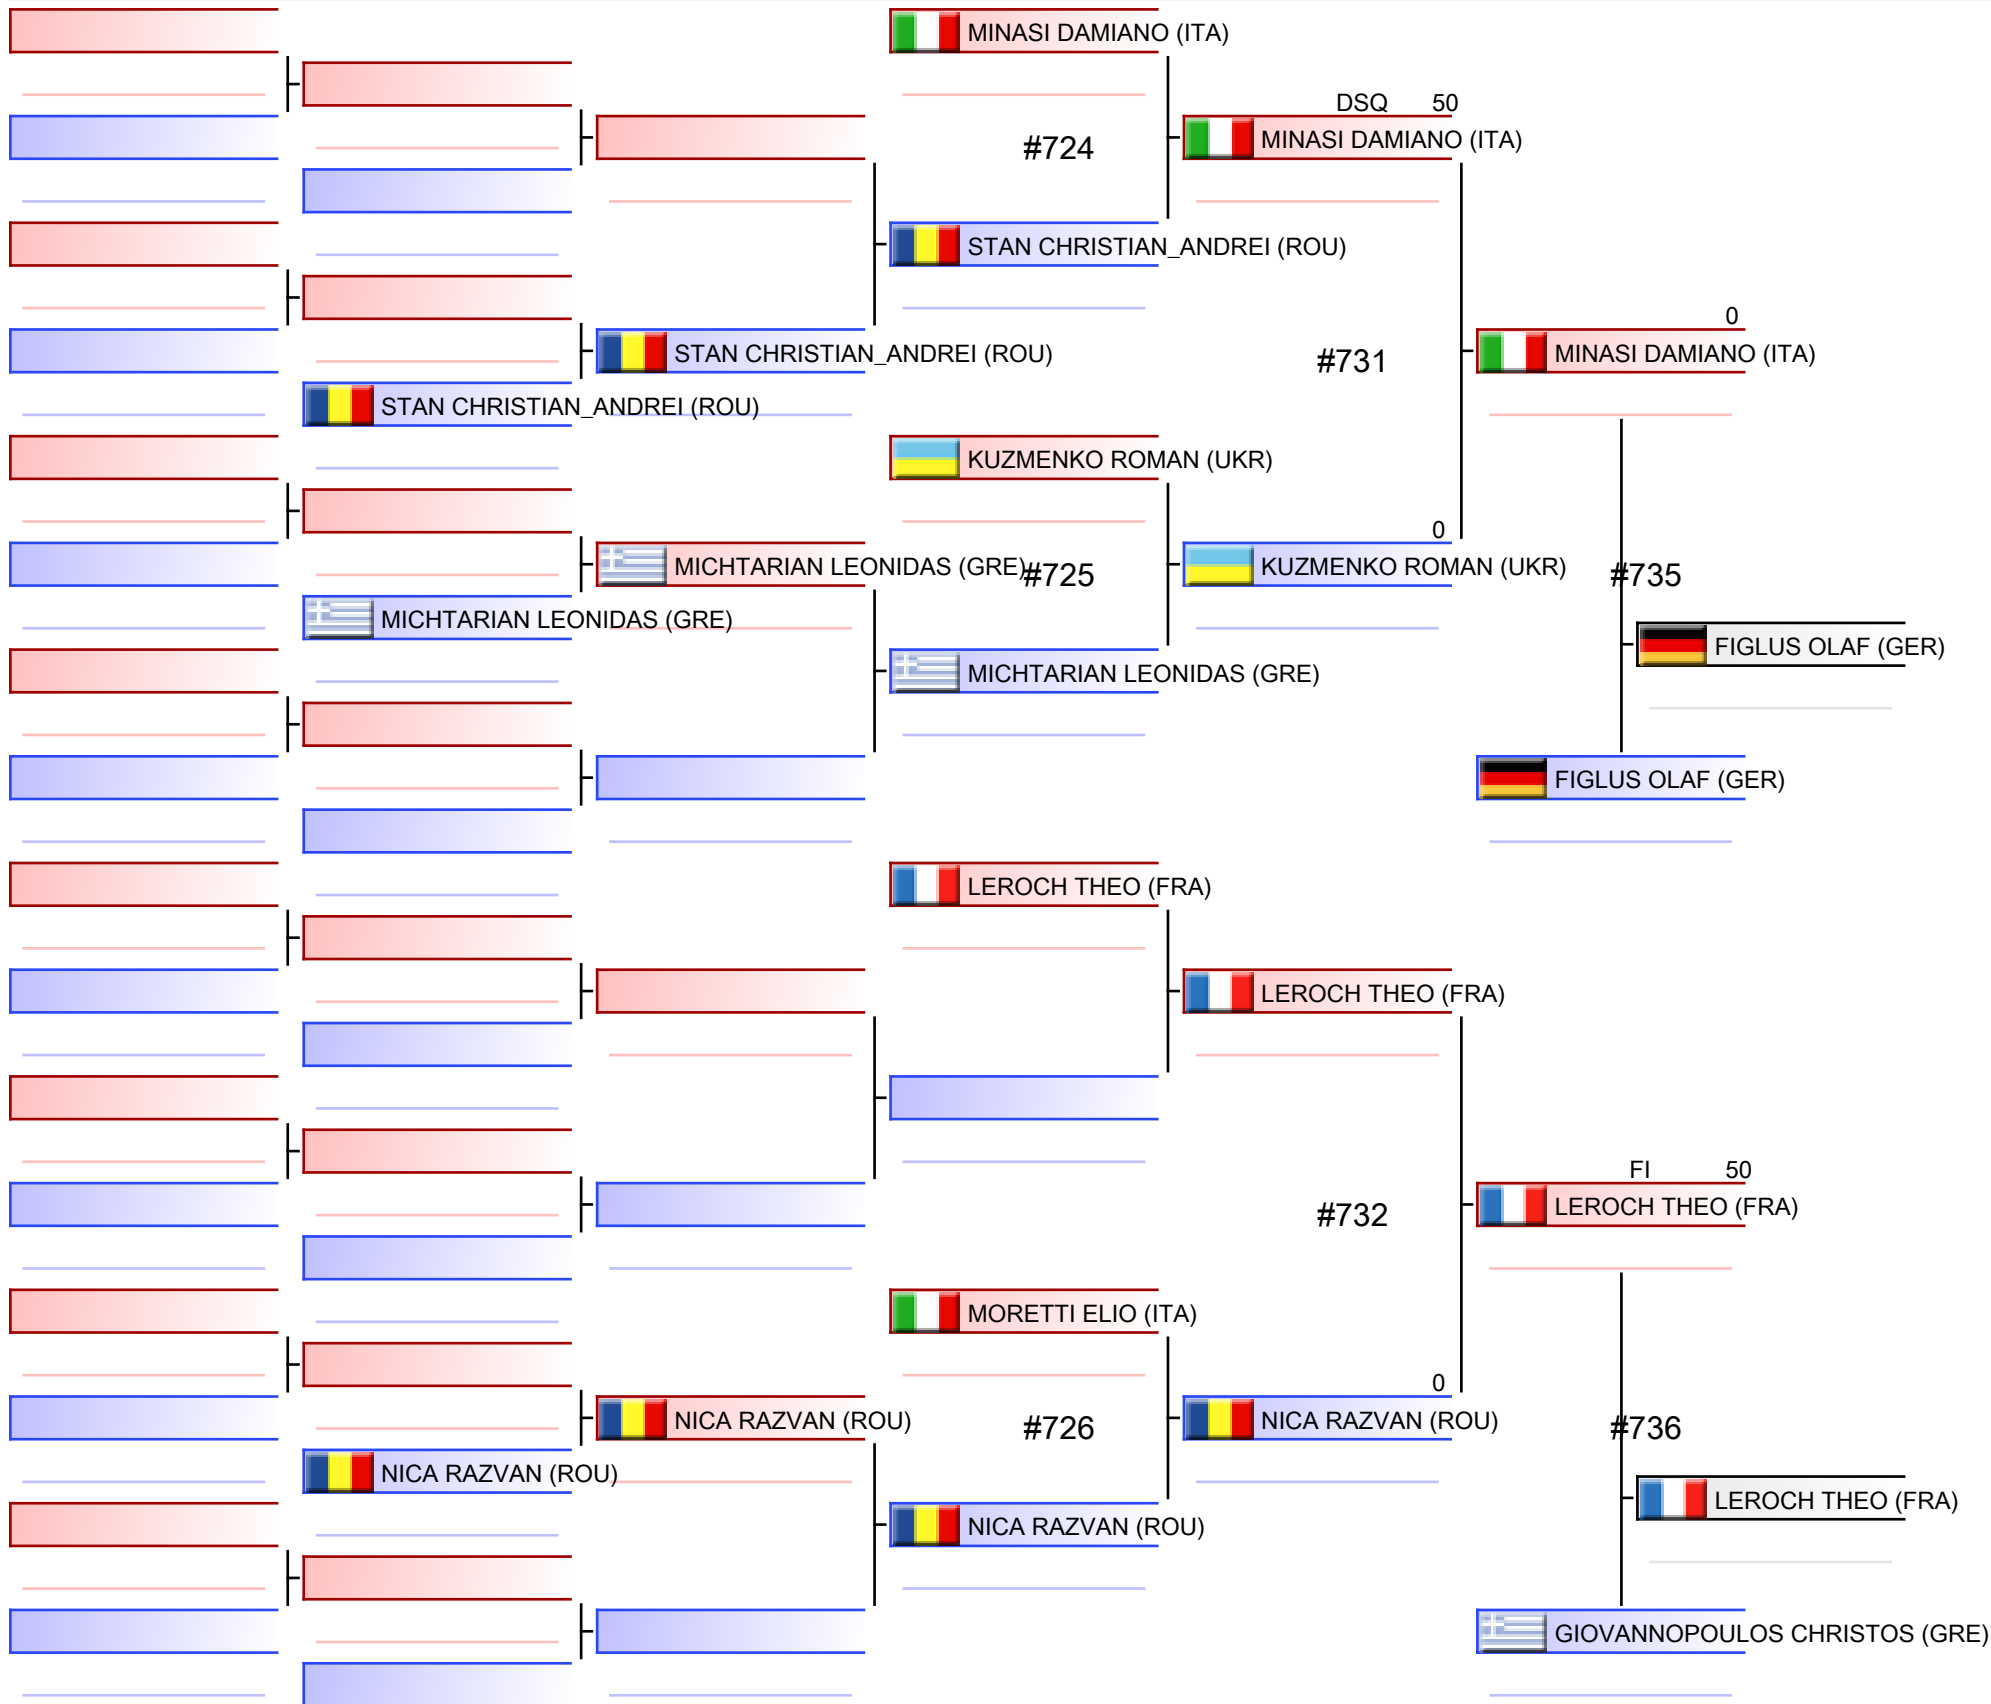 MINASI DAMIANO (ITA)
DSQ 50
#724
MINASI DAMIANO (ITA)
STAN CHRISTIAN_ANDREI (ROU)
0
STAN CHRISTIAN_ANDREI (ROU)
#731
MINASI DAMIANO (ITA)
STAN CHRISTIAN_ANDREI (ROU)
KUZMENKO ROMAN (UKR)
0
MICHTARIAN LEONIDAS (GRE)
#725
KUZMENKO ROMAN (UKR)
#735
MICHTARIAN LEONIDAS (GRE)
FIGLUS OLAF (GER)
MICHTARIAN LEONIDAS (GRE)
FIGLUS OLAF (GER)
LEROCH THEO (FRA)
LEROCH THEO (FRA)
FI 50
#732
LEROCH THEO (FRA)
MORETTI ELIO (ITA)
0
NICA RAZVAN (ROU)
#726
NICA RAZVAN (ROU)
#736
NICA RAZVAN (ROU)
LEROCH THEO (FRA)
NICA RAZVAN (ROU)
GIOVANNOPOULOS CHRISTOS (GRE)